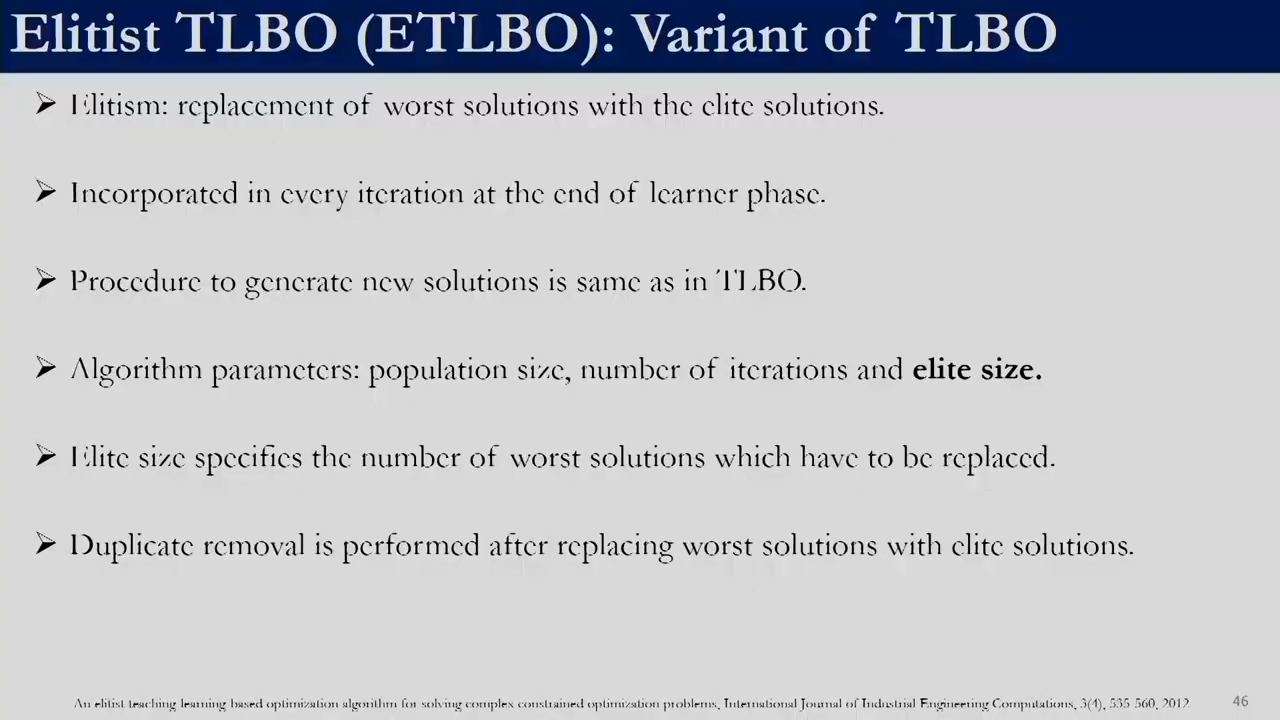 Elitist TLBO (ETLBO): Variant of TLBO
➤ Elitism: replacement of worst solutions with the elite solutions.
➤ Incorporated in every iteration at the end of learner phase.
➤ Procedure to generate new solutions is same as in TLBO.
➤ Algorithm parameters: population size, number of iterations and elite size.
➤ Elite size specifies the number of worst solutions which have to be replaced.
➤ Duplicate removal is performed after replacing worst solutions with elite solutions.
An elitist teaching learning based optimization algorithm for solving complex constrained optimization problems, International Journal of Industrial Engineering Computations, 3(4), 535-560, 2012
46